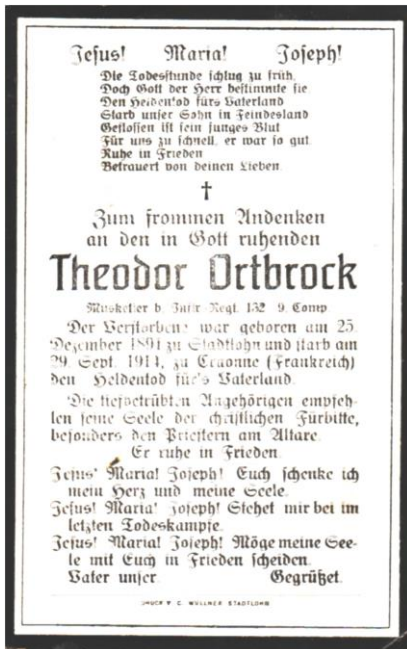 Jesus! Maria! Joseph!
Die Todesstunde schlug zu früh,
Doch Gott der Herr bestimmte sie.
Den Heldentod fürs Vaterland
Starb unser Sohn in Feindesland
Geflossen ist sein junges Blut
Für uns zu schnell, er war so gut.
Ruhe in Frieden
Betrauert von deinen Lieben.
†
Zum frommen Andenken
an den in Gott ruhenden
Theodor Ortbrock
Musketier b. Inftr. Regt. 152 9. Comp.
Der Verstorbene war geboren am 25.
Dezember 1891 zu Stadtlohn und starb am
29. Sept. 1914, zu Craonne (Frankreich)
den Heldentod für's Vaterland.
Die tiefbetrübten Angehörigen empfeh-
len seine Seele der christlichen Fürbitte,
besonders den Priestern am Altare.
Er ruhe in Frieden.
Jesus! Maria! Joseph! Euch schenke ich
mein Herz und meine Seele.
Jesus! Maria! Joseph! Stehet mir bei im
letzten Todeskampfe.
Jesus! Maria! Joseph! Möge meine See-
le mit Euch in Frieden scheiden.
Vater unser Gegrüßet.
DRUCK V. C. WÜLLNER STADTLOHN